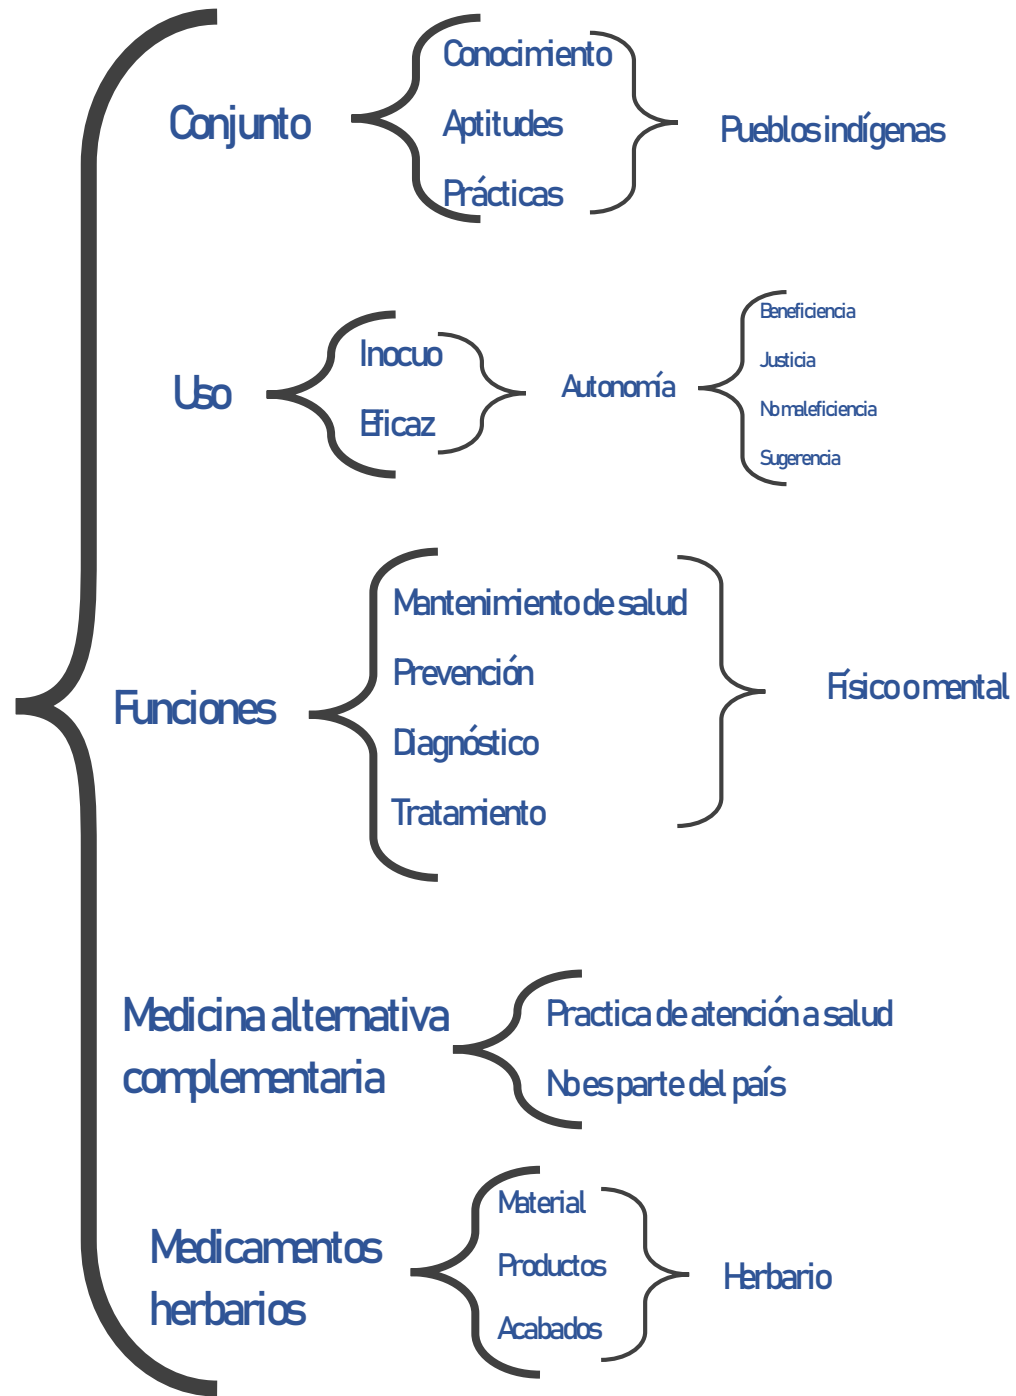 Conjunto
Conocimiento
Aptitudes
Prácticas
Pueblos indígenas
Uso
Inocuo
Eficaz
Autonomía
Beneficiencia
Justicia
No maleficiencia
Sugerencia
Funciones
Mantenimiento de salud
Prevención
Diagnóstico
Tratamiento
Físico o mental
Medicina alternativa
complementaria
Practica de atención a salud
No es parte del país
Medicamentos
herbarios
Material
Productos
Acabados
Herbario